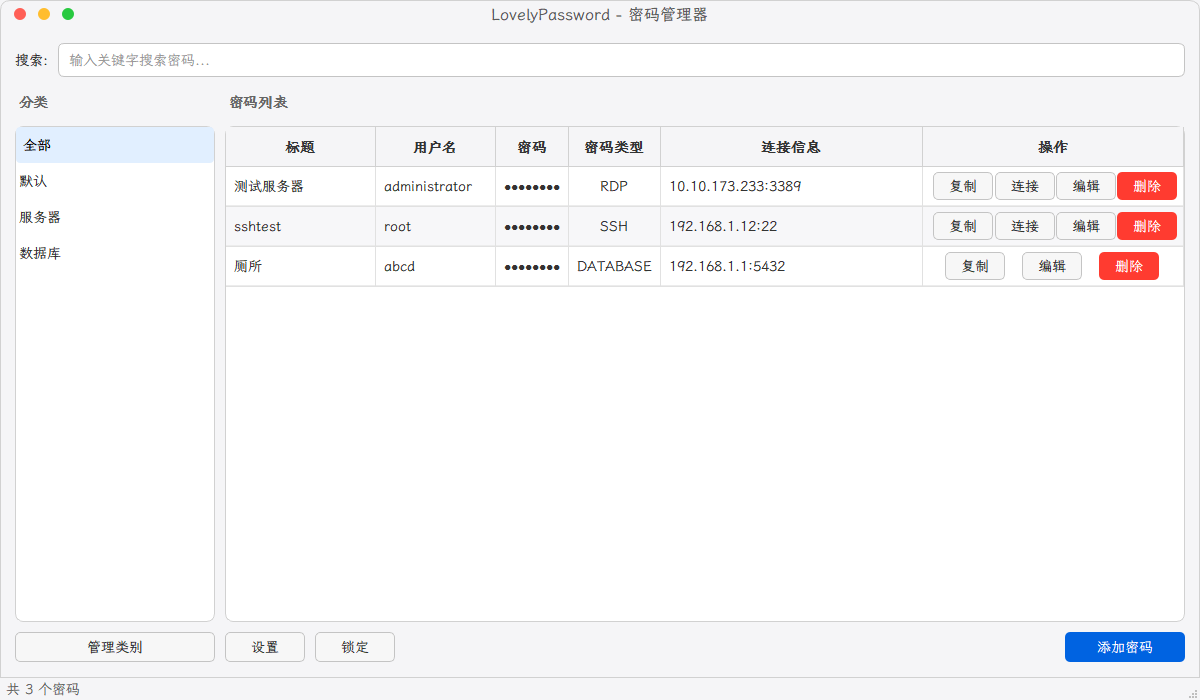 LovelyPassword - 密码管理器
搜索: 输入关键字搜索密码...
分类
全部
默认
服务器
数据库
密码列表
标题 用户名 密码 密码类型 连接信息 操作
测试服务器 administrator ●●●●●●●● RDP 10.10.173.233:3389 复制 连接 编辑 删除
sshtest root ●●●●●●●● SSH 192.168.1.12:22 复制 连接 编辑 删除
厕所 abcd ●●●●●●●● DATABASE 192.168.1.1:5432 复制 编辑 删除
管理类别 设置 锁定 添加密码
共 3 个密码